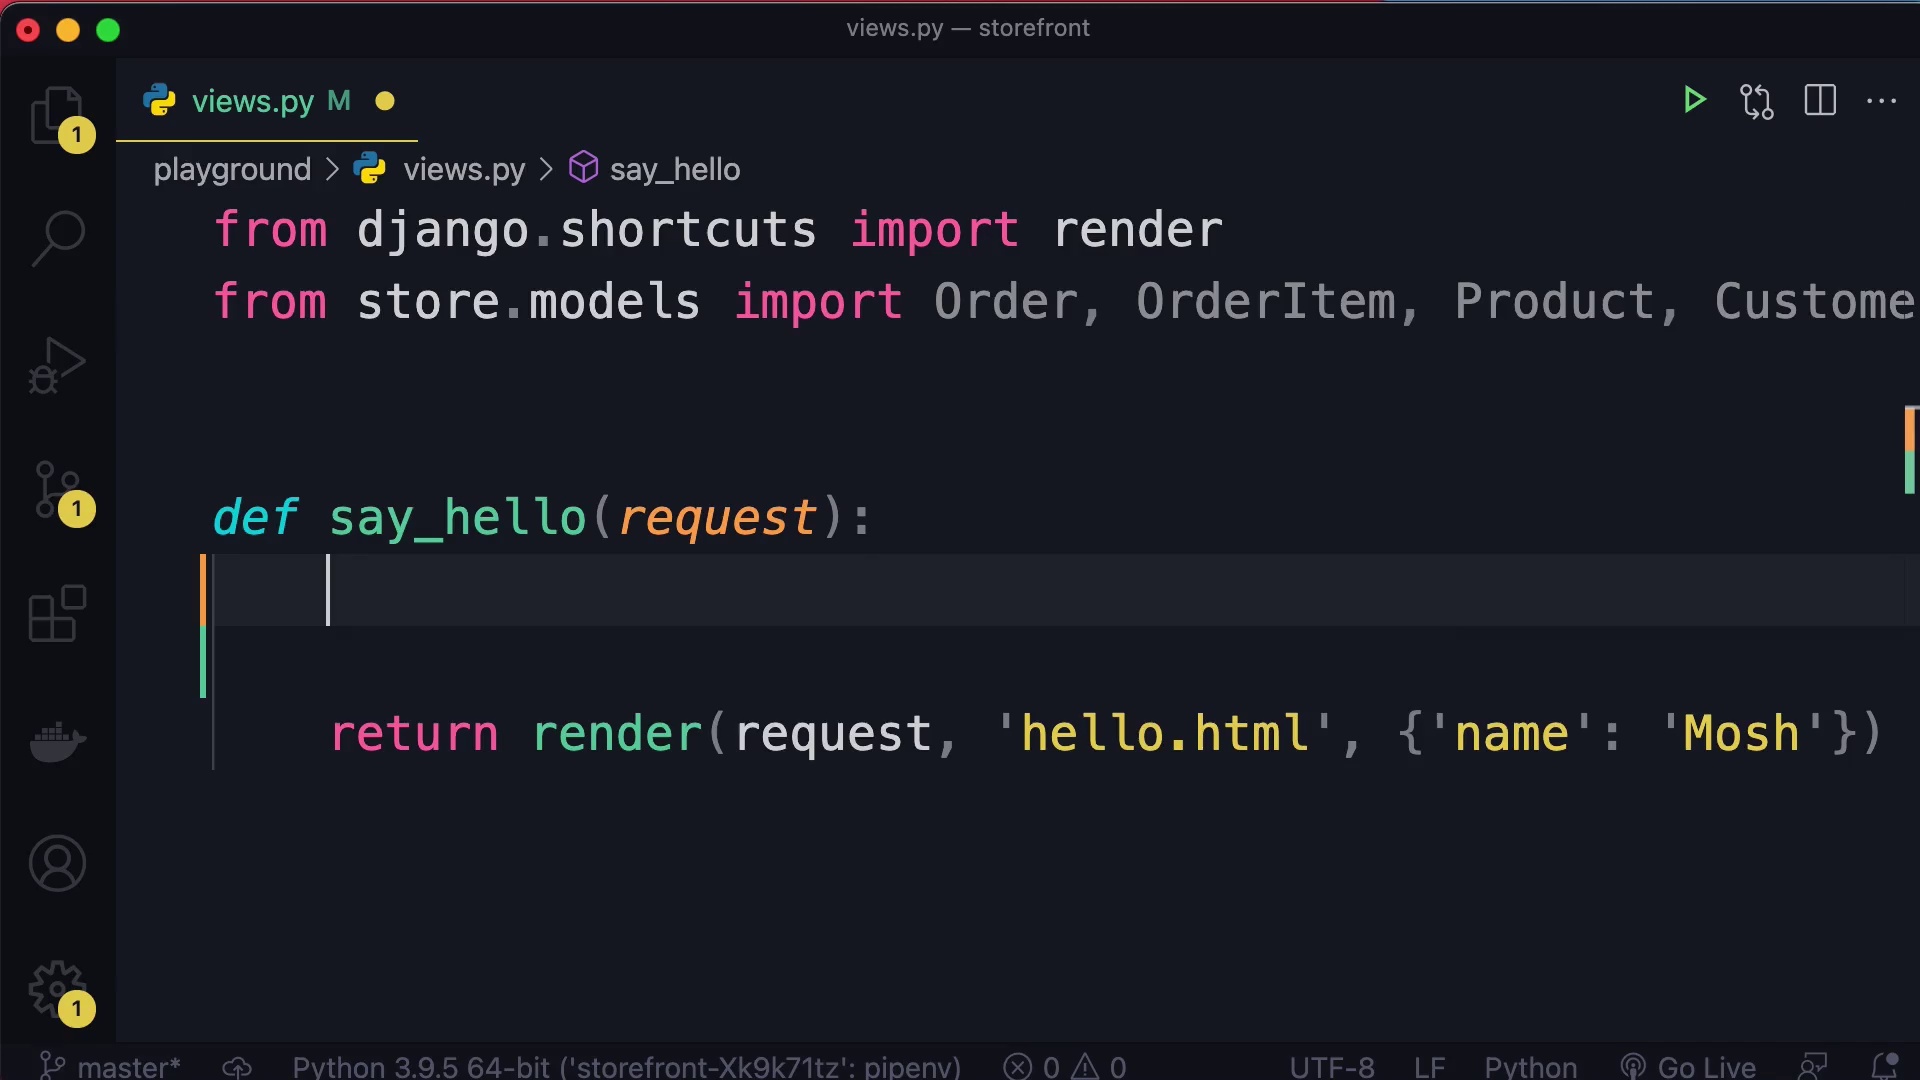 views.py — storefront
views.py M
1
playground > views.py > say_hello
from django.shortcuts import render
from store.models import Order, OrderItem, Product, Custome
def say_hello(request):
1
return render(request, 'hello.html', {'name': 'Mosh'})
1
master* Python 3.9.5 64-bit ('storefront-Xk9k71tz': pipenv) 0 0 UTF-8 LF Python Go Live